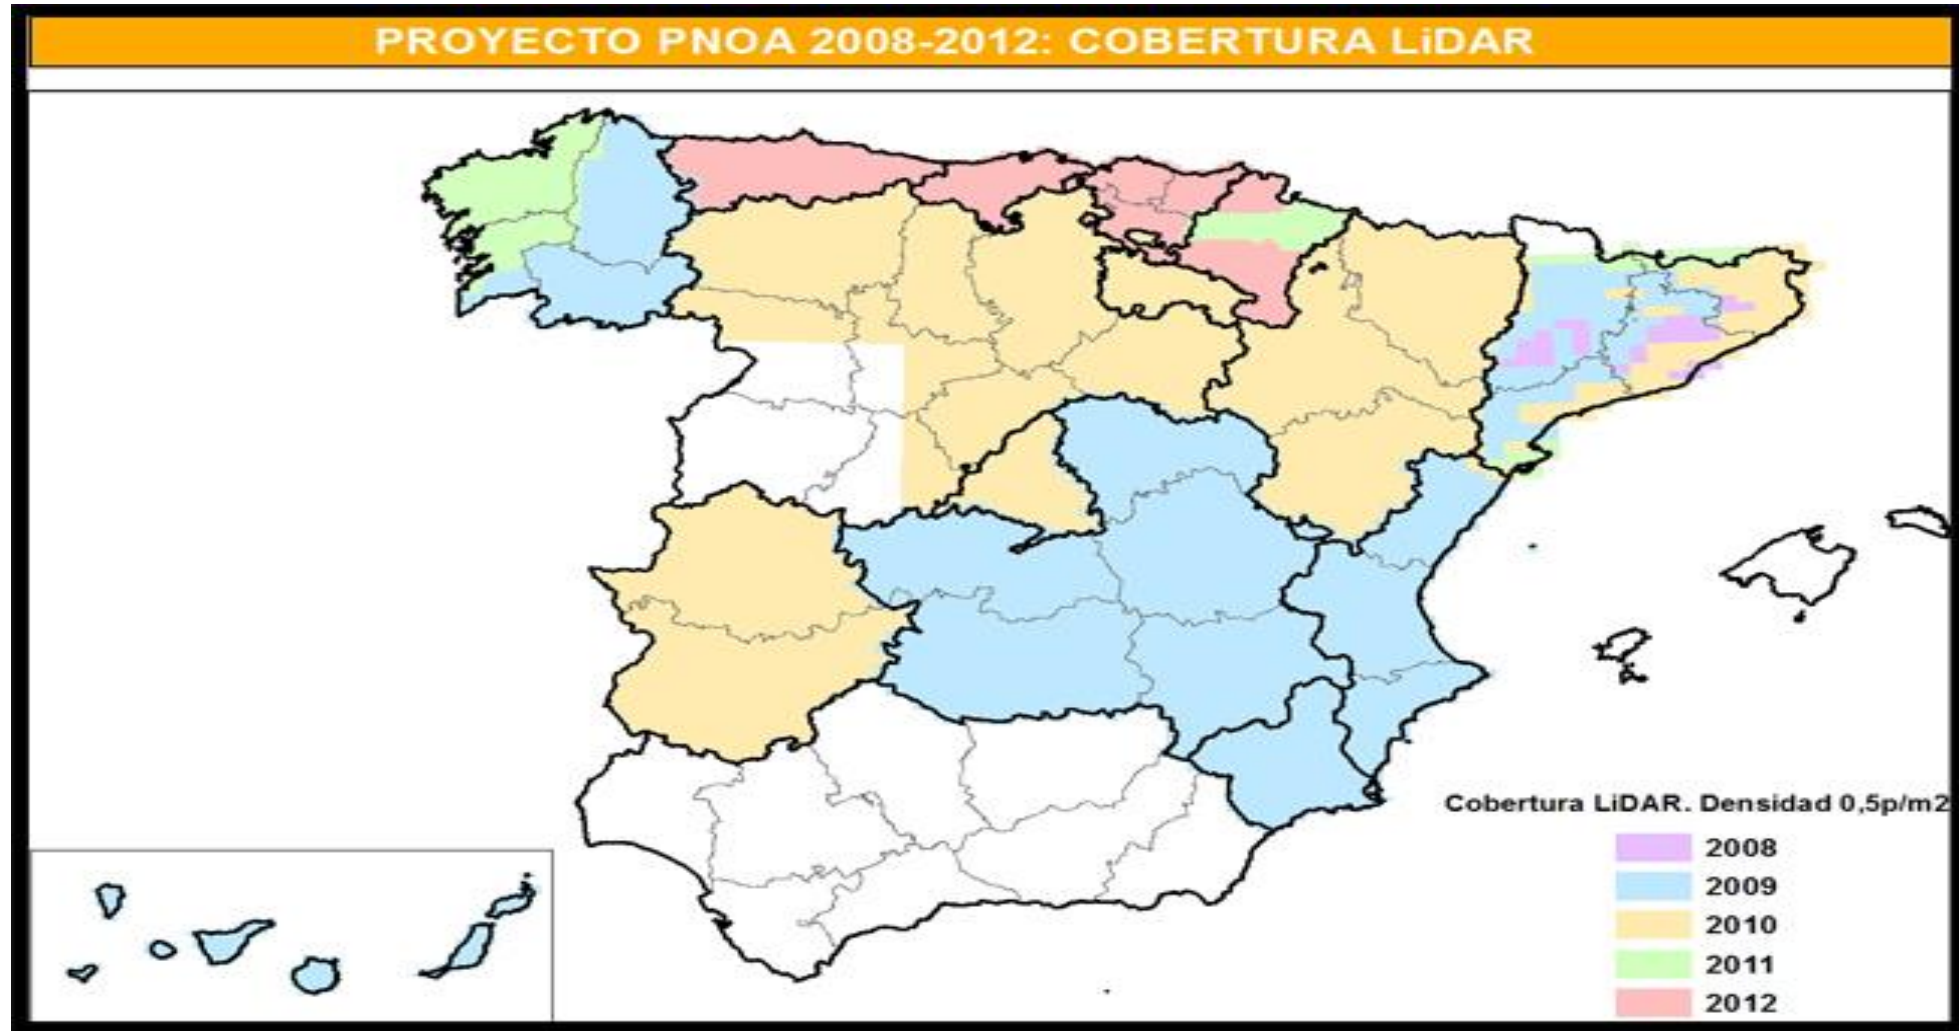 PROYECTO PNOA 2008-2012: COBERTURA LiDAR
Cobertura LiDAR. Densidad 0,5p/m2
2008
2009
2010
2011
2012